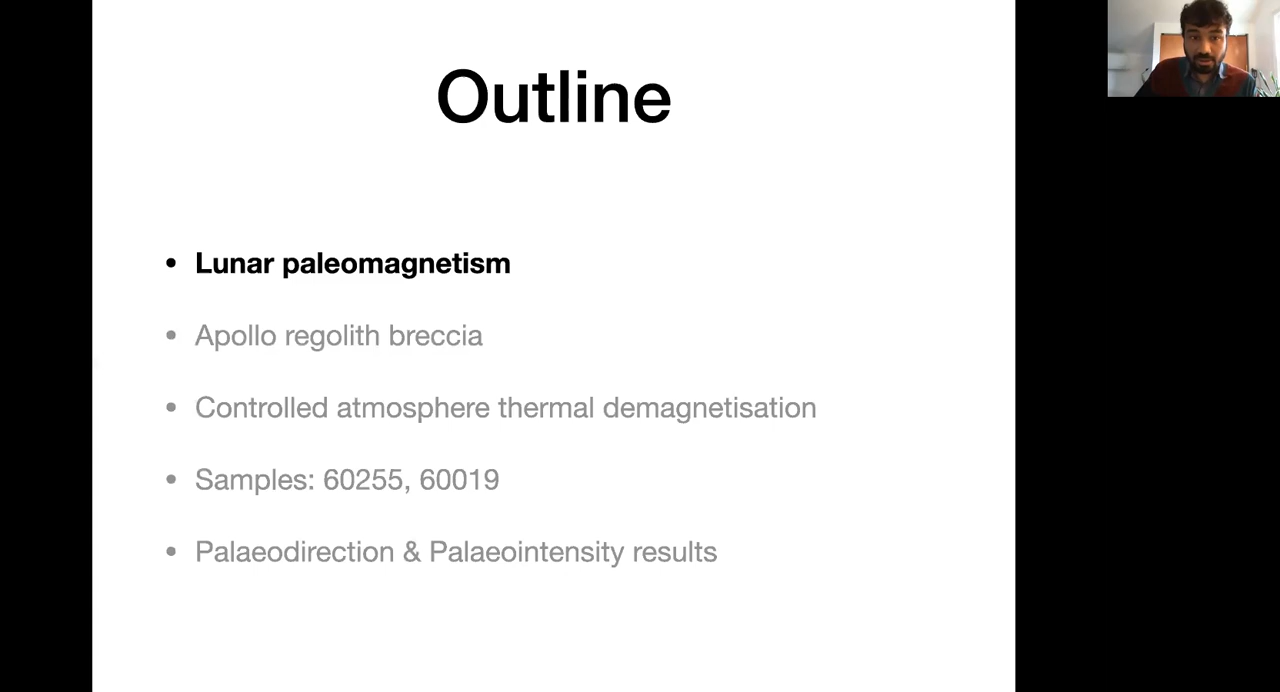 Outline
• Lunar paleomagnetism
• Apollo regolith breccia
• Controlled atmosphere thermal demagnetisation
• Samples: 60255, 60019
• Palaeodirection & Palaeointensity results